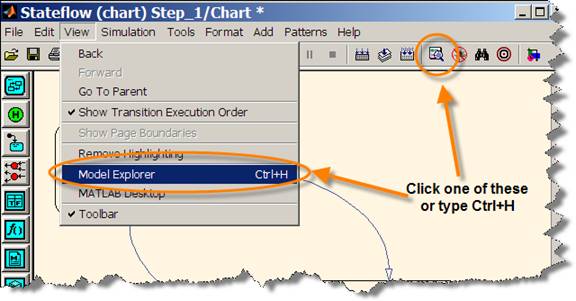 Stateflow (chart) Step_1/Chart *
File Edit View Simulation Tools Format Add Patterns Help
Back
Forward
Go To Parent
✓ Show Transition Execution Order
Show Page Boundaries
Remove Highlighting
Model Explorer Ctrl+H
MATLAB Desktop
✓ Toolbar
Click one of these
or type Ctrl+H
H
f()